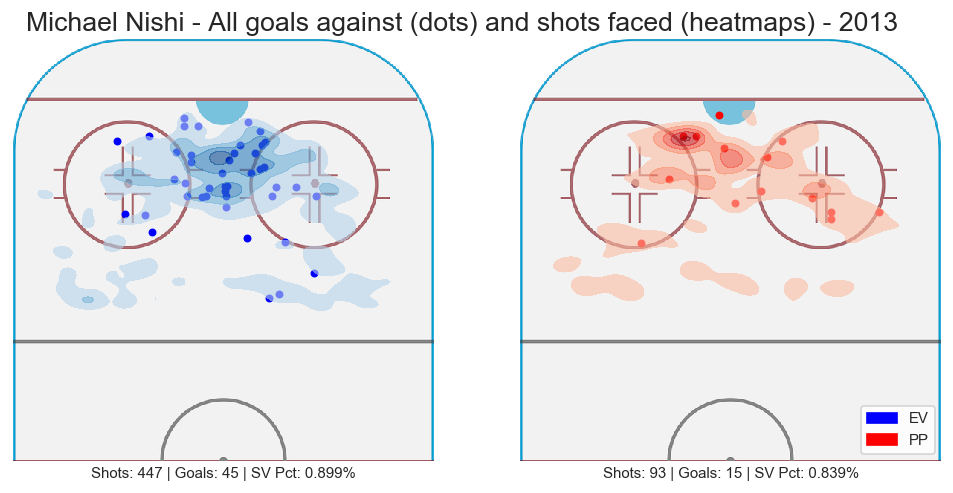 Michael Nishi - All goals against (dots) and shots faced (heatmaps) - 2013
EV
PP
Shots: 447 | Goals: 45 | SV Pct: 0.899%
Shots: 93 | Goals: 15 | SV Pct: 0.839%